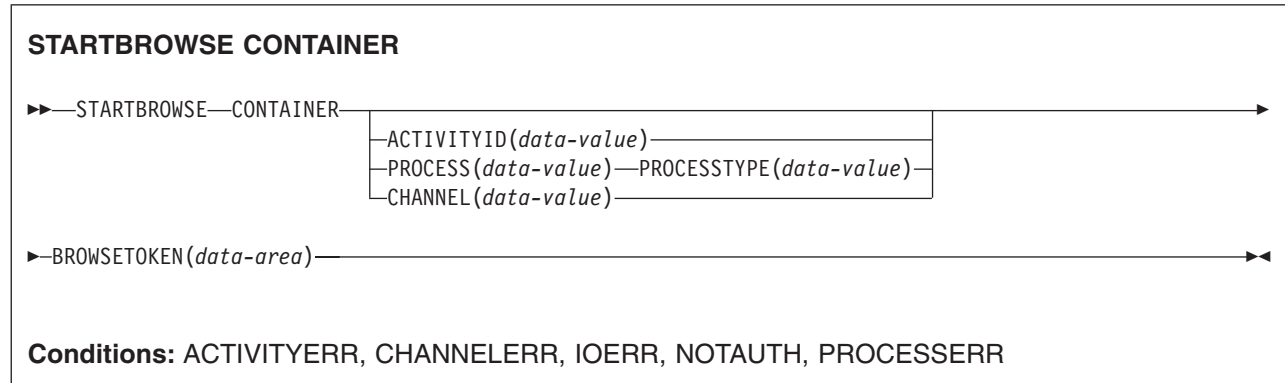 STARTBROWSE CONTAINER
STARTBROWSE CONTAINER
ACTIVITYID(data-value)
PROCESS(data-value) PROCESSTYPE(data-value)
CHANNEL(data-value)
BROWSETOKEN(data-area)
Conditions: ACTIVITYERR, CHANNELERR, IOERR, NOTAUTH, PROCESSERR